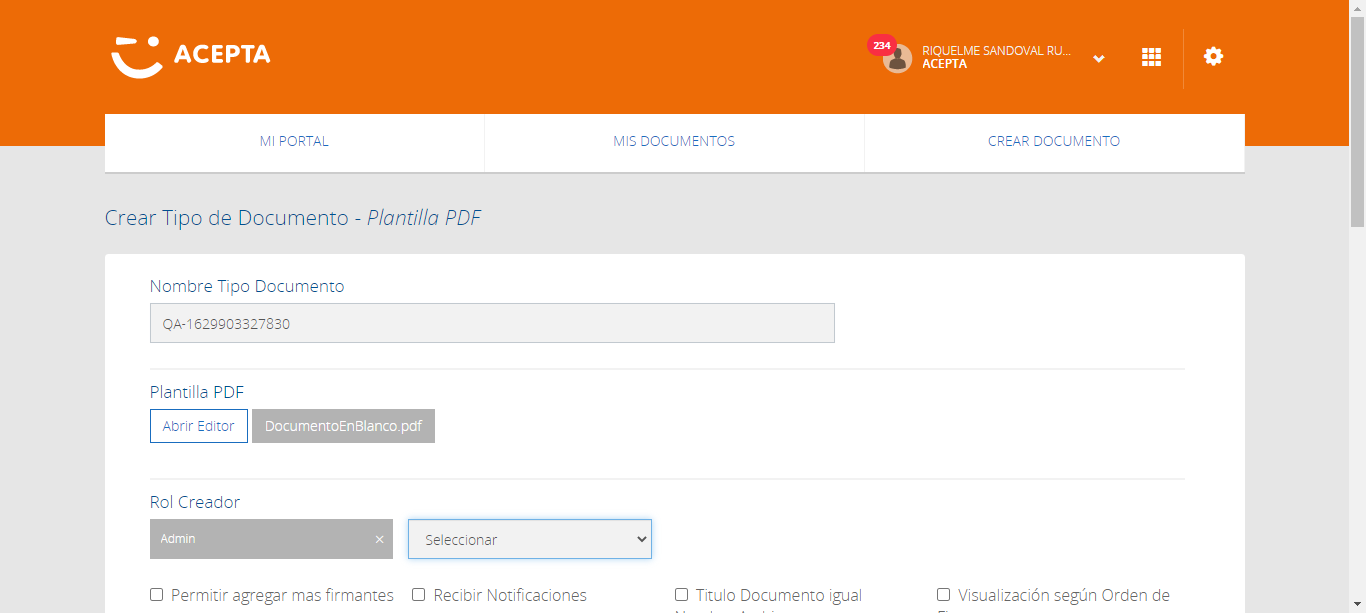 ACEPTA
234
RIQUELME SANDOVAL RU...
ACEPTA
MI PORTAL
MIS DOCUMENTOS
CREAR DOCUMENTO
Crear Tipo de Documento - Plantilla PDF
Nombre Tipo Documento
QA-1629903327830
Plantilla PDF
Abrir Editor
DocumentoEnBlanco.pdf
Rol Creador
Admin ×
Seleccionar
Permitir agregar mas firmantes
Recibir Notificaciones
Titulo Documento igual
Visualización según Orden de